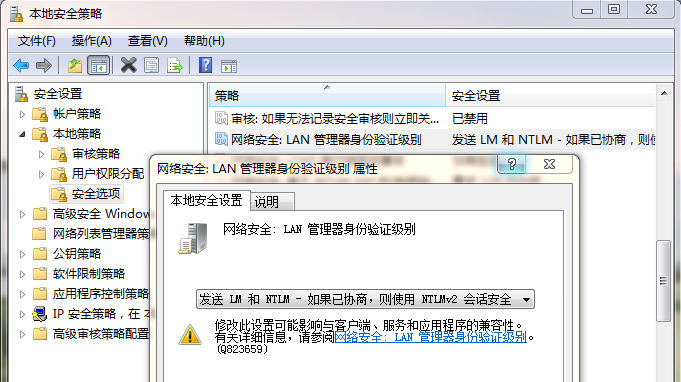 本地安全策略
文件(F) 操作(A) 查看(V) 帮助(H)
安全设置
帐户策略
本地策略
审核策略
用户权限分配
安全选项
高级安全 Window
网络列表管理器策
公钥策略
软件限制策略
应用程序控制策略
IP 安全策略，在
高级审核策略配置
策略 安全设置
审核: 如果无法记录安全审核则立即关... 已禁用
网络安全: LAN 管理器身份验证级别 发送 LM 和 NTLM - 如果已协商，则使
网络安全: LAN 管理器身份验证级别 属性
本地安全设置 说明
网络安全: LAN 管理器身份验证级别
发送 LM 和 NTLM - 如果已协商，则使用 NTLMv2 会话安全
修改此设置可能影响与客户端、服务和应用程序的兼容性。
有关详细信息，请参阅网络安全: LAN 管理器身份验证级别。
(Q823659)